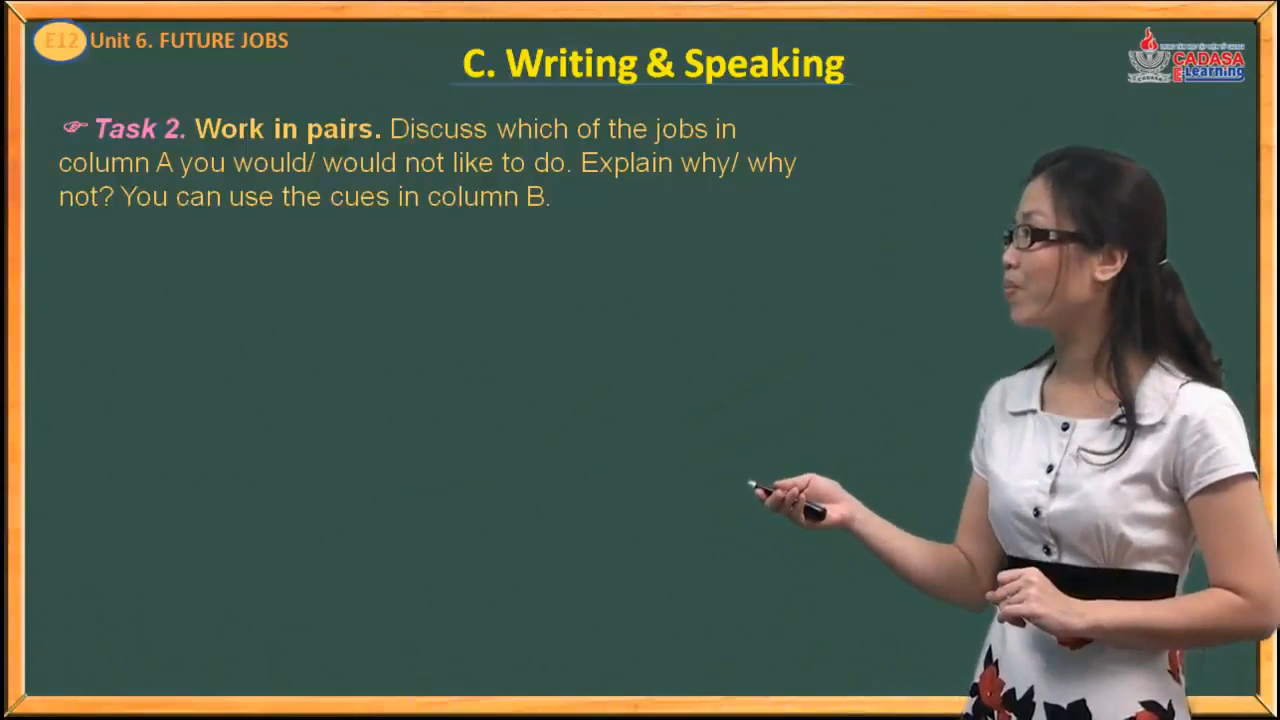 E12 Unit 6. FUTURE JOBS
C. Writing & Speaking
CADASA
E-Learning
Task 2. Work in pairs. Discuss which of the jobs in
column A you would/ would not like to do. Explain why/ why
not? You can use the cues in column B.